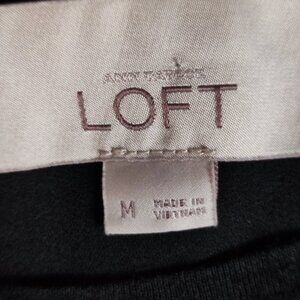 ANN TAYLOR
LOFT
M
MADE IN
VIETNAM